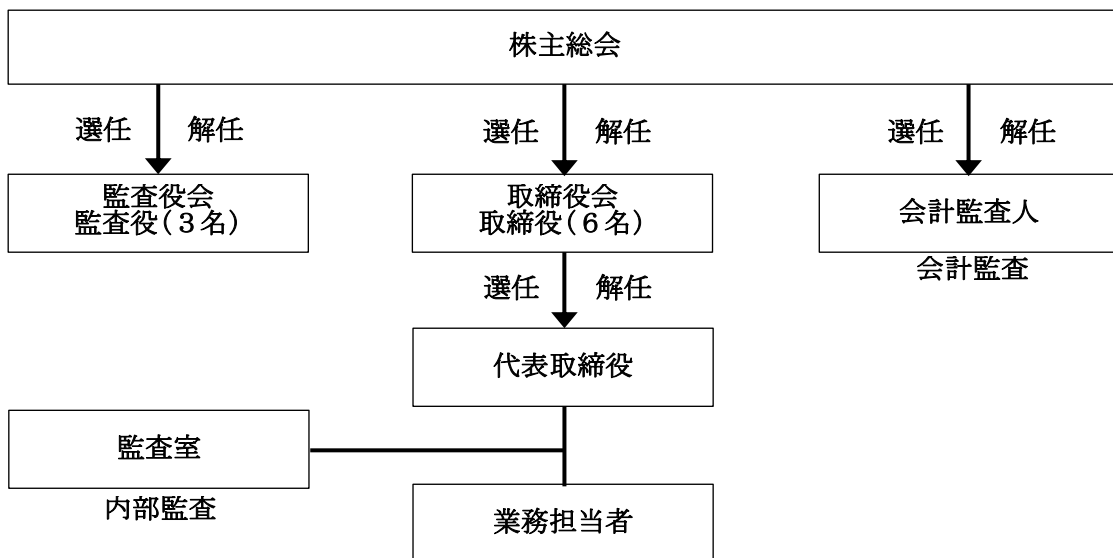 株主総会
選任 解任
選任 解任
選任 解任
監査役会
監査役(3名)
取締役会
取締役(6名)
会計監査人
会計監査
選任 解任
代表取締役
監査室
内部監査
業務担当者